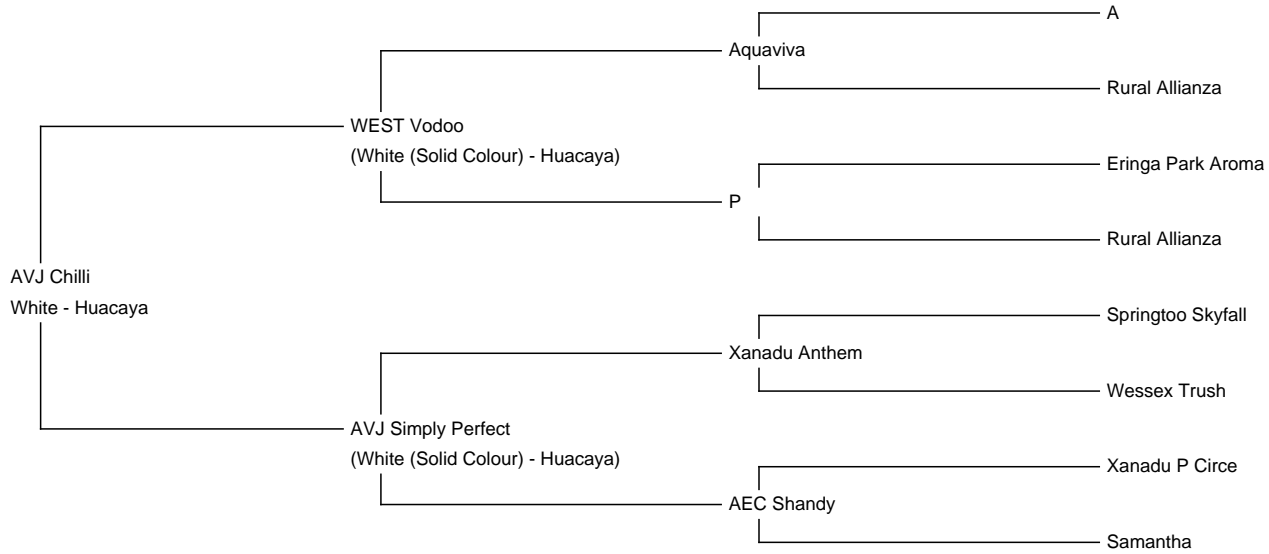 A
Aquaviva
Rural Allianza
WEST Vodoo
(White (Solid Colour) - Huacaya)
Eringa Park Aroma
P
Rural Allianza
AVJ Chilli
White - Huacaya
Springtoo Skyfall
Xanadu Anthem
Wessex Trush
AVJ Simply Perfect
(White (Solid Colour) - Huacaya)
Xanadu P Circe
AEC Shandy
Samantha